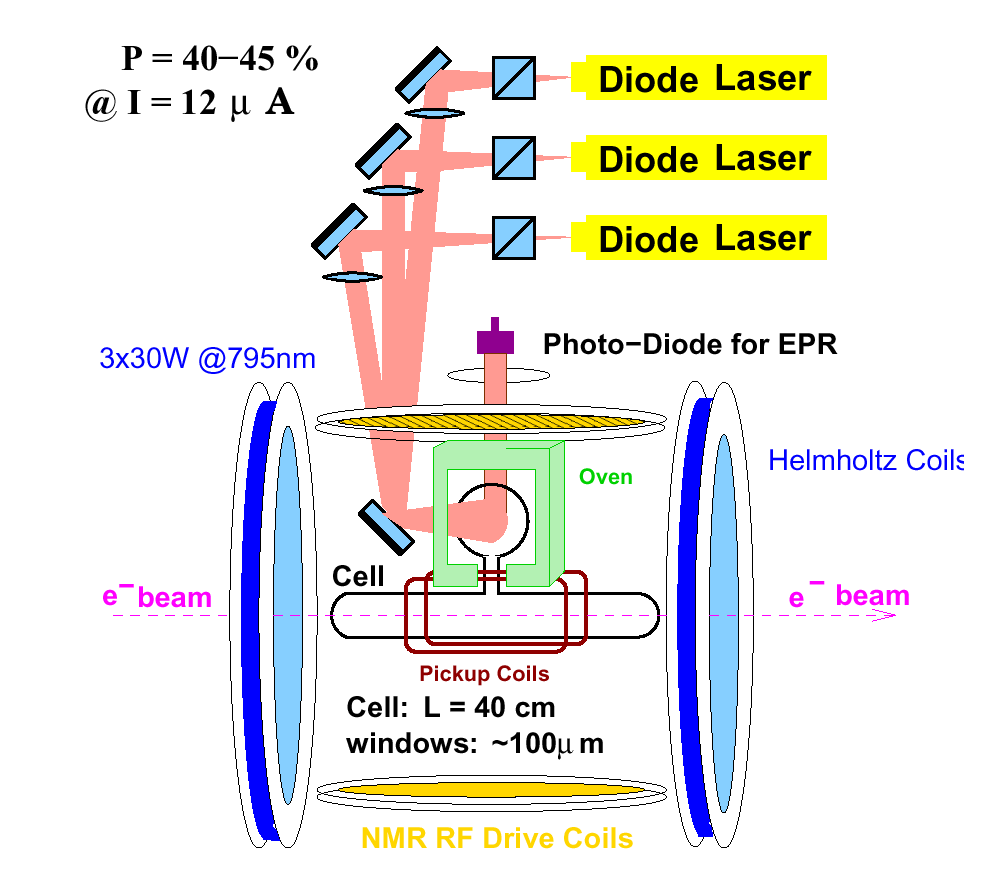 P = 40−45 %
@ I = 12 μ A
Diode Laser
Diode Laser
Diode Laser
3x30W @795nm
Photo−Diode for EPR
Helmholtz Coils
Oven
Cell
e− beam
e− beam
Pickup Coils
Cell: L = 40 cm
windows: ~100μ m
NMR RF Drive Coils